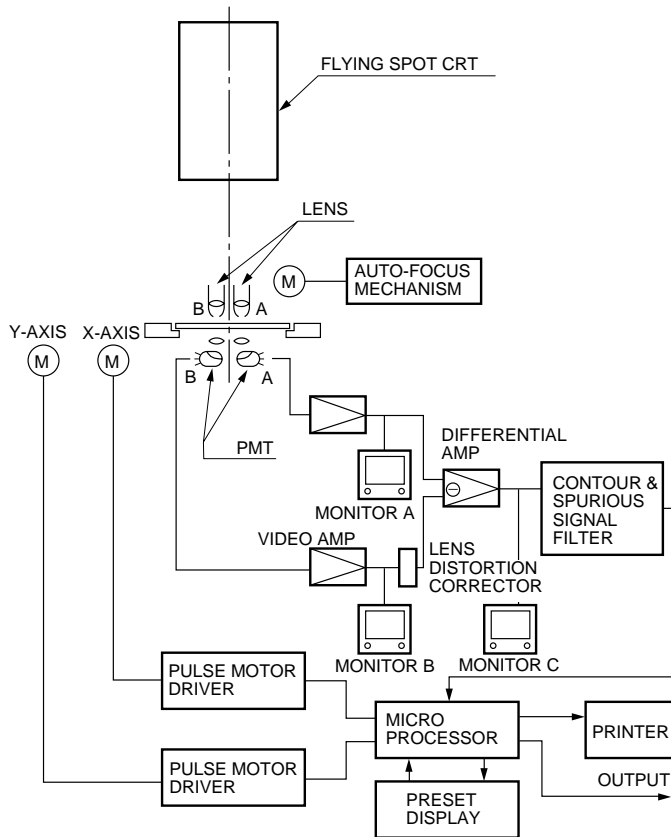 FLYING SPOT CRT
LENS
M
AUTO-FOCUS
MECHANISM
B
A
Y-AXIS
X-AXIS
M
M
B
A
PMT
DIFFERENTIAL
AMP
CONTOUR &
SPURIOUS
SIGNAL
FILTER
MONITOR A
VIDEO AMP
LENS
DISTORTION
CORRECTOR
MONITOR B
MONITOR C
PULSE MOTOR
DRIVER
MICRO
PROCESSOR
PRINTER
PULSE MOTOR
DRIVER
OUTPUT
PRESET
DISPLAY